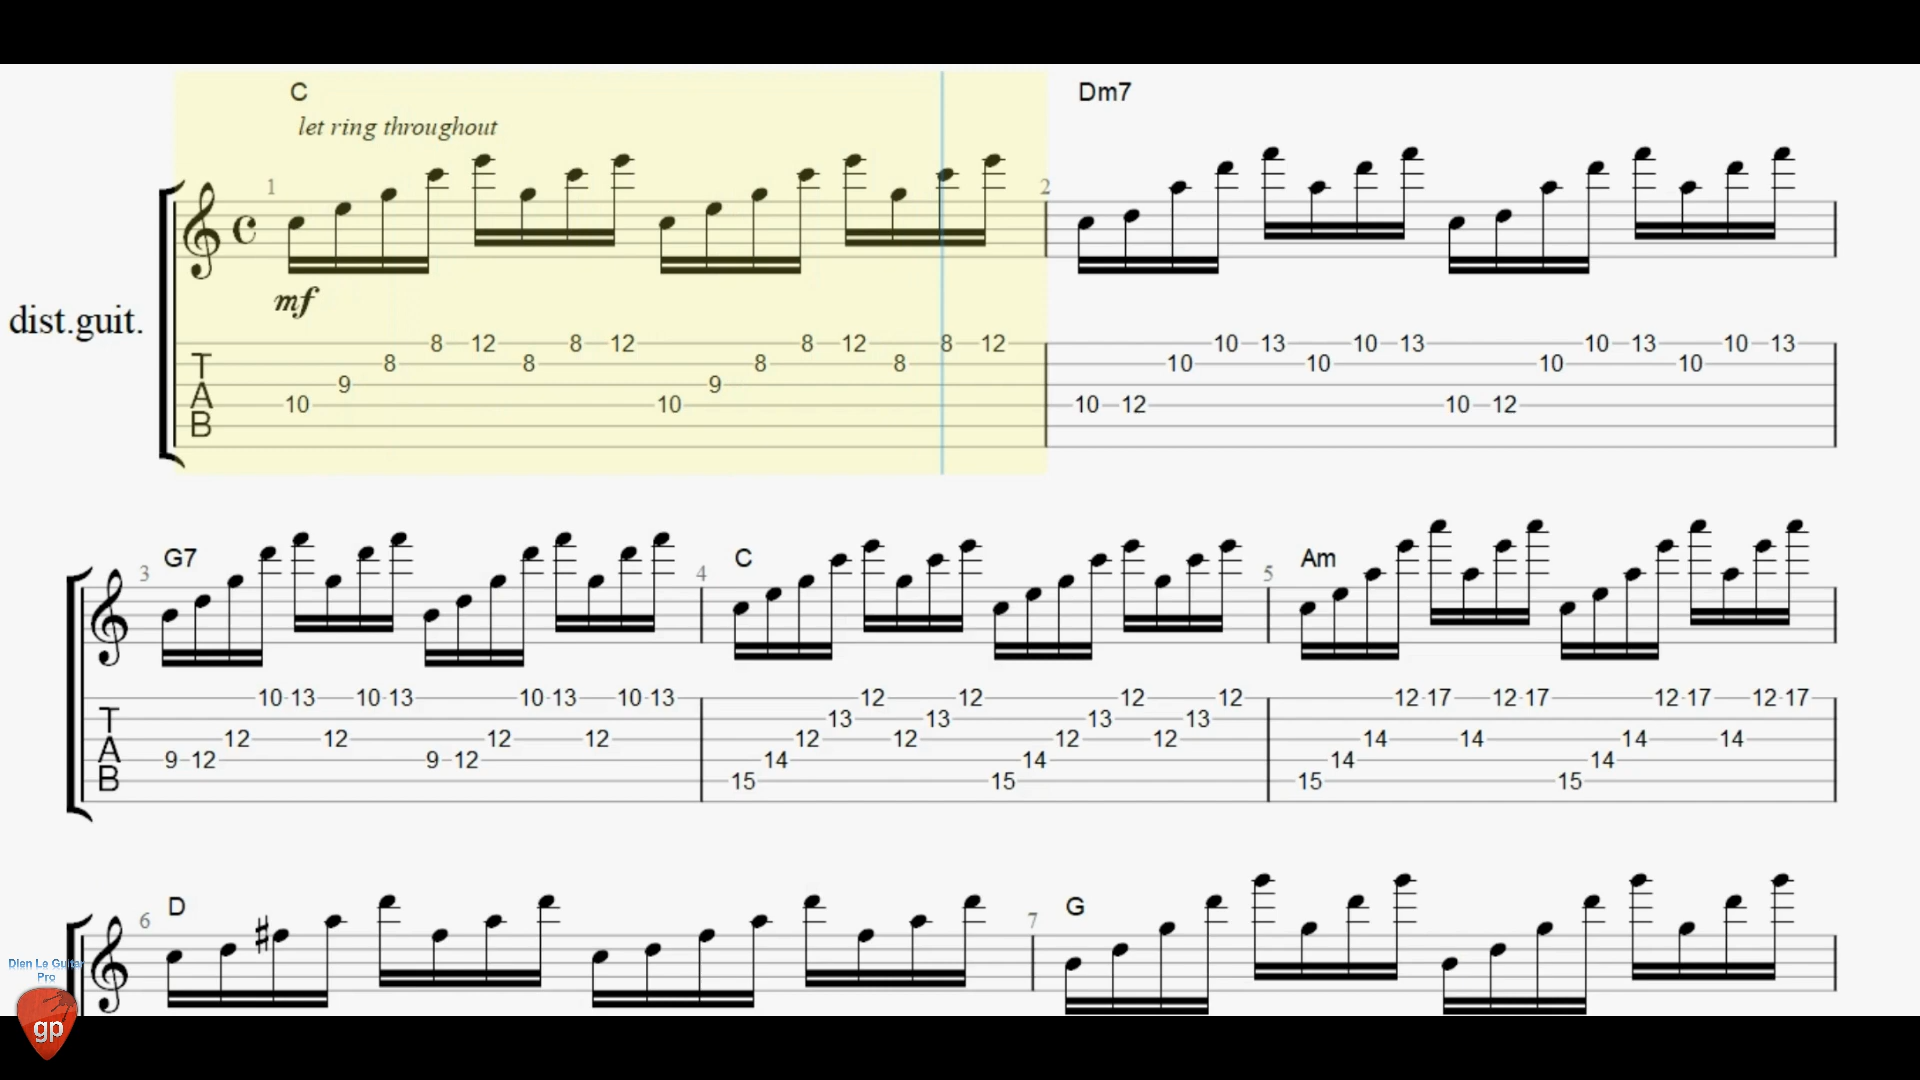 C Dm7
let ring throughout
1 2
mf
dist.guit.
8 12 8 12 8 12 8 12 10 13 10 13 10 13 10 13
T 8 8 8 8 10 10 10 10
9 9
A 10 10 10 12 10 12
B
G7 C Am
3 4 5
10 13 10 13 10 13 10 13 12 12 12 12 12 17 12 17 12 17 12 17
T 13 13 13 13
12 12 12 12 12 12 12 12 14 14 14 14
A 9 12 9 12 14 14 14 14
B 15 15 15 15
D G
6 7
Dien Le Guitar
Pro
gp